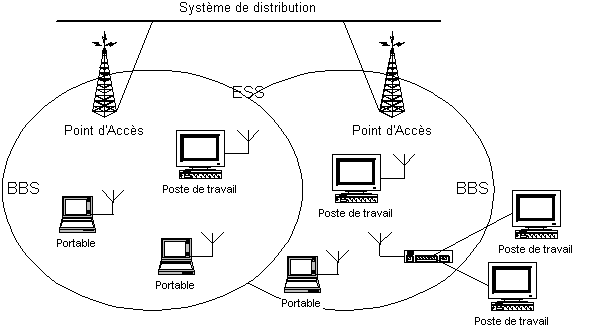 Système de distribution
ESS
Point d'Accès
Point d'Accès
Poste de travail
BBS
BBS
Poste de travail
Portable
Poste de travail
Portable
Portable
Poste de travail